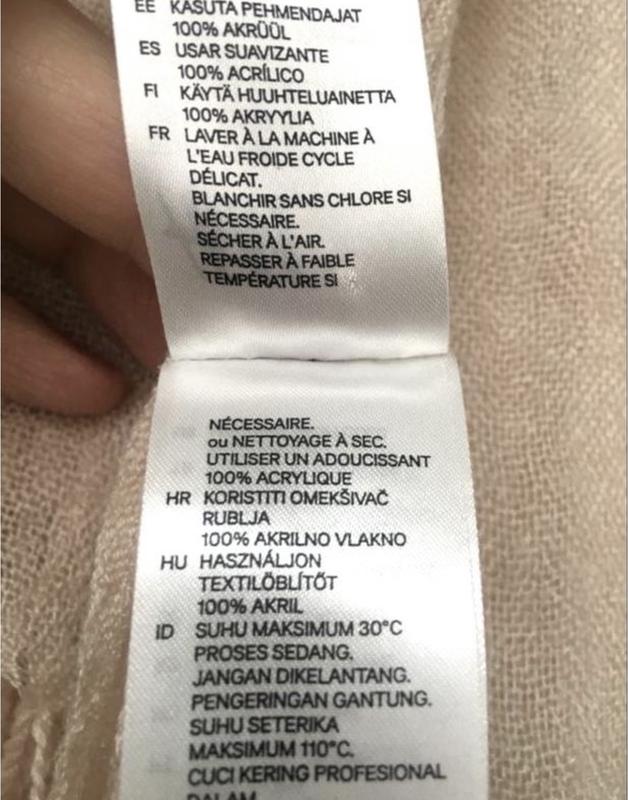 EE KASUTA PEHMENDAJAT
100% AKRÜÜL
ES USAR SUAVIZANTE
100% ACRÍLICO
FI KÄYTÄ HUUHTELUAINETTA
100% AKRYYLIA
FR LAVER À LA MACHINE À
L'EAU FROIDE CYCLE
DÉLICAT.
BLANCHIR SANS CHLORE SI
NÉCESSAIRE.
SÉCHER À L'AIR.
REPASSER À FAIBLE
TEMPÉRATURE SI
NÉCESSAIRE.
ou NETTOYAGE À SEC.
UTILISER UN ADOUCISSANT
100% ACRYLIQUE
HR KORISTITI OMEKŠIVAČ
RUBLJA
100% AKRILNO VLAKNO
HU HASZNÁLJON
TEXTILÖBLÍTŐT
100% AKRIL
ID SUHU MAKSIMUM 30°C
PROSES SEDANG.
JANGAN DIKELANTANG.
PENGERINGAN GANTUNG.
SUHU SETERIKA
MAKSIMUM 110°C.
CUCI KERING PROFESIONAL
DALAM